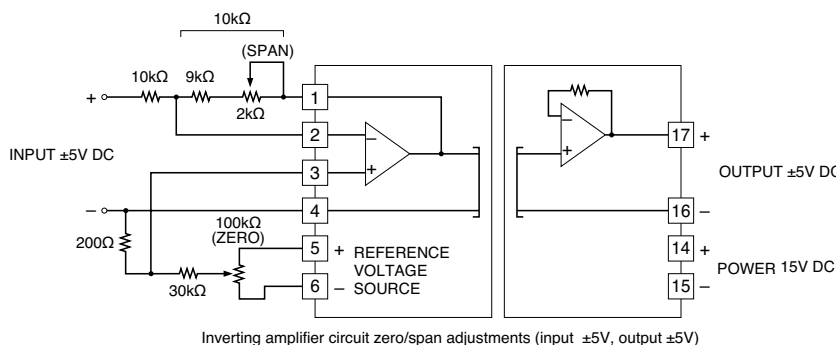 10kΩ
(SPAN)
10kΩ
9kΩ
2kΩ
+
1
2
3
4
5
6
–
+
INPUT ±5V DC
–
200Ω
100kΩ
(ZERO)
30kΩ
+ REFERENCE
VOLTAGE
– SOURCE
–
+
17 +
OUTPUT ±5V DC
16 –
14 +
POWER 15V DC
15 –
Inverting amplifier circuit zero/span adjustments (input ±5V, output ±5V)